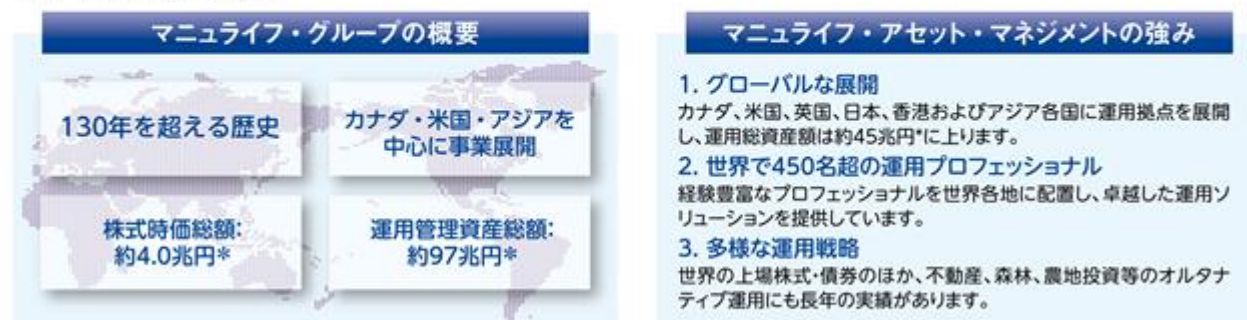 マニュライフ・グループの概要
130年を超える歴史
カナダ・米国・アジアを
中心に事業展開
株式時価総額:
約4.0兆円*
運用管理資産総額:
約97兆円*
マニュライフ・アセット・マネジメントの強み
1. グローバルな展開
カナダ、米国、英国、日本、香港およびアジア各国に運用拠点を展開
し、運用総資産額は約45兆円*に上ります。
2. 世界で450名超の運用プロフェッショナル
経験豊富なプロフェッショナルを世界各地に配置し、卓越した運用ソ
リューションを提供しています。
3. 多様な運用戦略
世界の上場株式・債券のほか、不動産、森林、農地投資等のオルタナ
ティブ運用にも長年の実績があります。